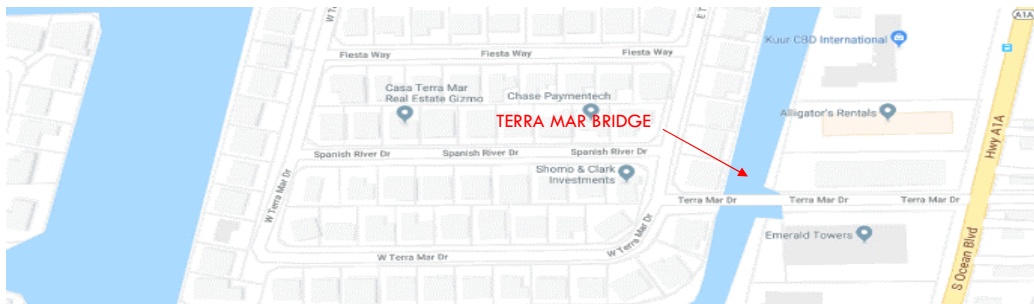 A1A
W T
E T
Kuur CBD International
Fiesta Way
Fiesta Way
Fiesta Way
Casa Terra Mar
Real Estate Gizmo
Chase Paymentech
Alligator's Rentals
TERRA MAR BRIDGE
Hwy A1A
Spanish River Dr
Spanish River Dr
Spanish River Dr
Shomo & Clark
Investments
W Terra Mar Dr
Terra Mar Dr
Terra Mar Dr
Terra Mar Dr
W Terra Mar Dr
Emerald Towers
W Terra Mar Dr
S Ocean Blvd